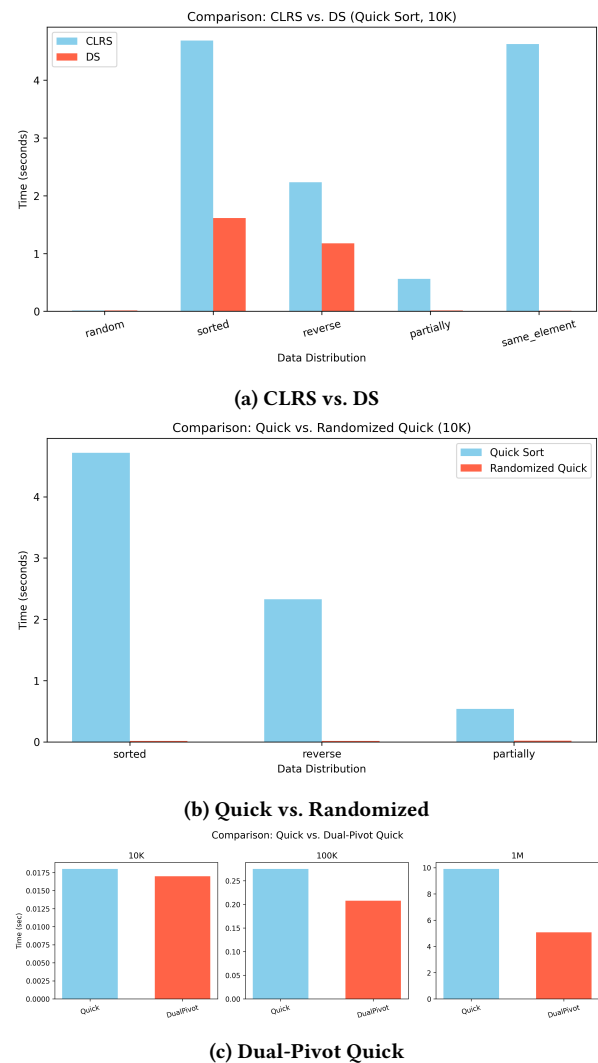 Comparison: CLRS vs. DS (Quick Sort, 10K)
CLRS
DS
Time (seconds)
4
3
2
1
0
random
sorted
reverse
partially
same_element
Data Distribution
(a) CLRS vs. DS
Comparison: Quick vs. Randomized Quick (10K)
Quick Sort
Randomized Quick
Time (seconds)
4
3
2
1
0
sorted
reverse
partially
Data Distribution
(b) Quick vs. Randomized
Comparison: Quick vs. Dual-Pivot Quick
10K
Time (sec)
0.0175
0.0150
0.0125
0.0100
0.0075
0.0050
0.0025
0.0000
Quick
DualPivot
100K
0.25
0.20
0.15
0.10
0.05
0.00
Quick
DualPivot
1M
10
8
6
4
2
0
Quick
DualPivot
(c) Dual-Pivot Quick